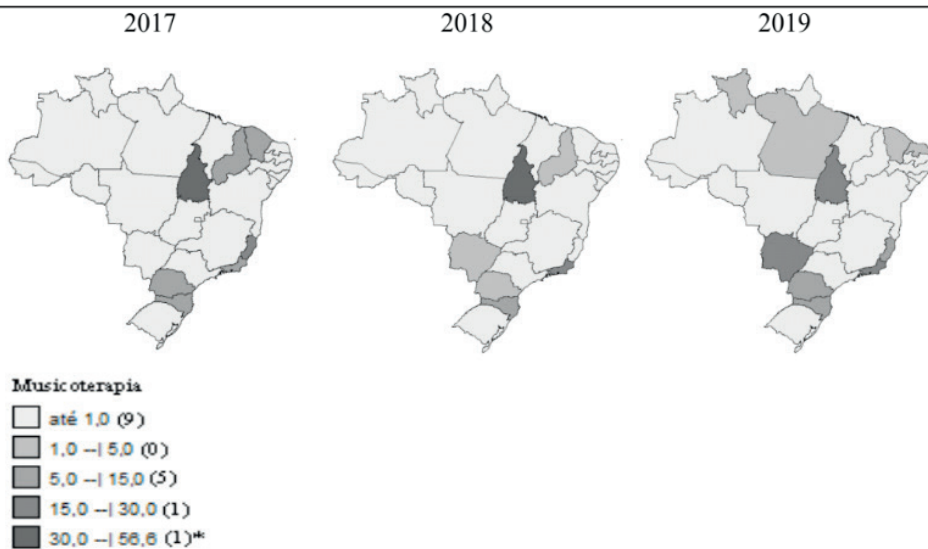 2017 2018 2019
Musicoterapia
até 1,0 (9)
1,0 --| 5,0 (0)
5,0 --| 15,0 (5)
15,0 --| 30,0 (1)
30,0 --| 56,6 (1)**